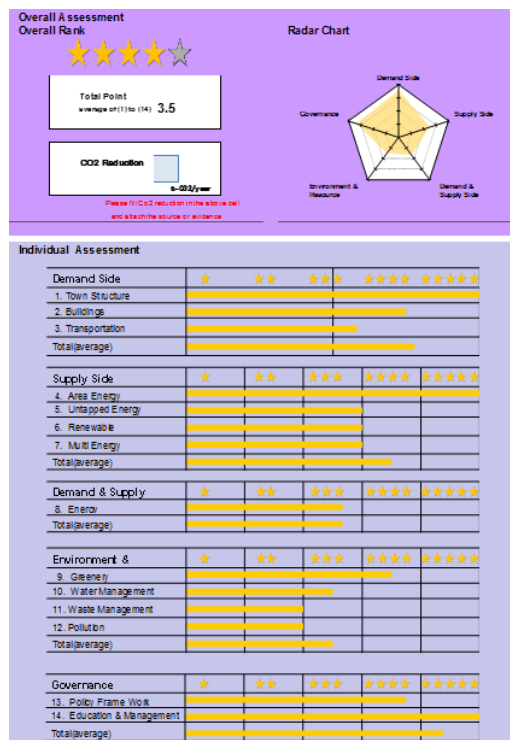 Overall Assessment
Overall Rank
Radar Chart
Total Point
average of (1) to (14) 3.5
CO2 Reduction
t-CO2/year
Please fill Co2 reduction in the above cell
and attach the source or evidence
Demand Side
Supply Side
Demand &
Supply Side
Environment &
Resource
Governance
Individual Assessment
Demand Side
1. Town Structure
2. Buildings
3. Transportation
Total(average)
Supply Side
4. Area Energy
5. Untapped Energy
6. Renewable
7. Multi Energy
Total(average)
Demand & Supply
8. Energy
Total(average)
Environment &
9. Greenery
10. Water Management
11. Waste Management
12. Pollution
Total(average)
Governance
13. Policy Frame Work
14. Education & Management
Total(average)